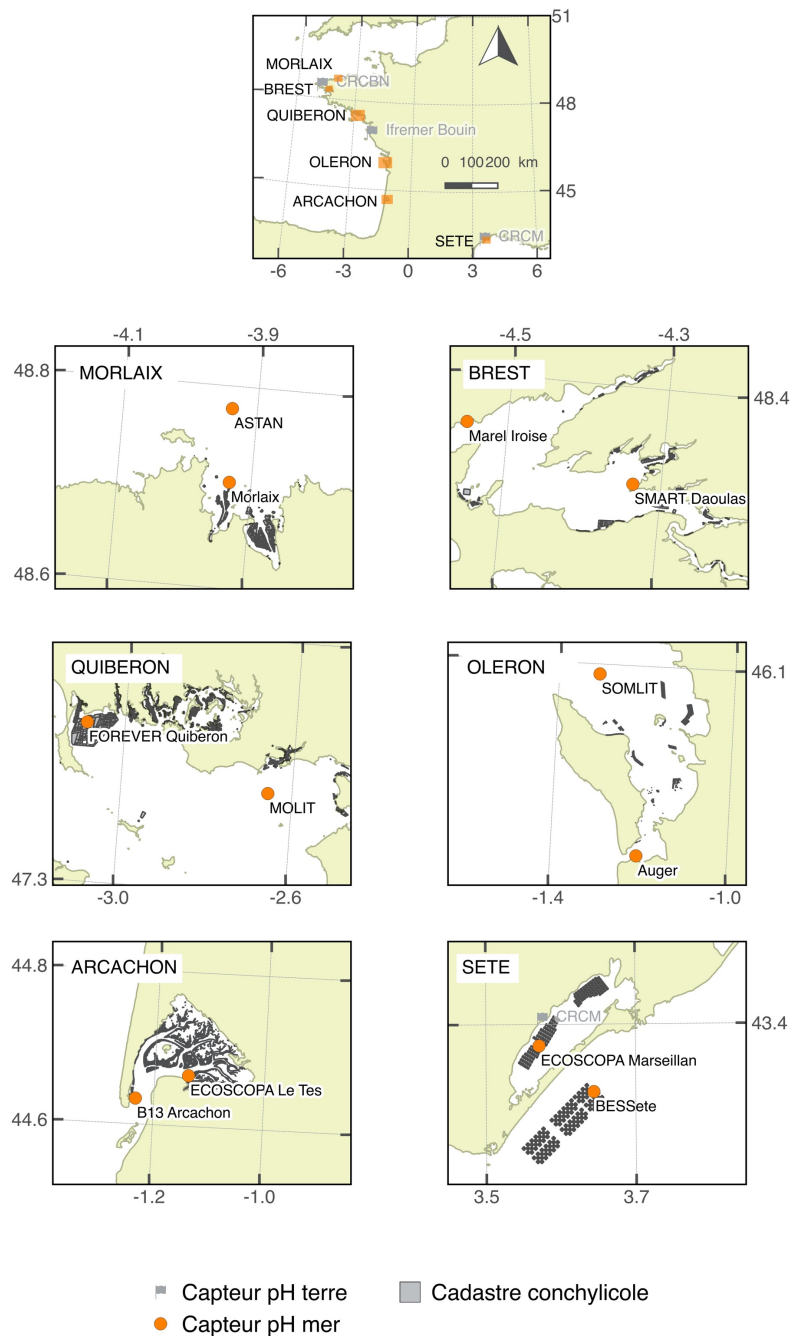 51
MORLAIX
CRCBN
BREST
48
QUIBERON
Ifremer Bouin
OLERON
0 100 200 km
45
ARCACHON
SETE
CRCM
-6 -3 0 3 6
-4.1 -3.9
48.8
MORLAIX
ASTAN
Morlaix
48.6
-4.5 -4.3
BREST
48.4
Marel Iroise
SMART Daoulas
QUIBERON
FOREVER Quiberon
MOLIT
47.3
-3.0 -2.6
OLERON
46.1
SOMLIT
Auger
-1.4 -1.0
44.8
ARCACHON
ECOSCOPA Le Tes
B13 Arcachon
44.6
-1.2 -1.0
SETE
CRCM
43.4
ECOSCOPA Marseillan
BESSete
3.5 3.7
Capteur pH terre
Cadastre conchylicole
Capteur pH mer